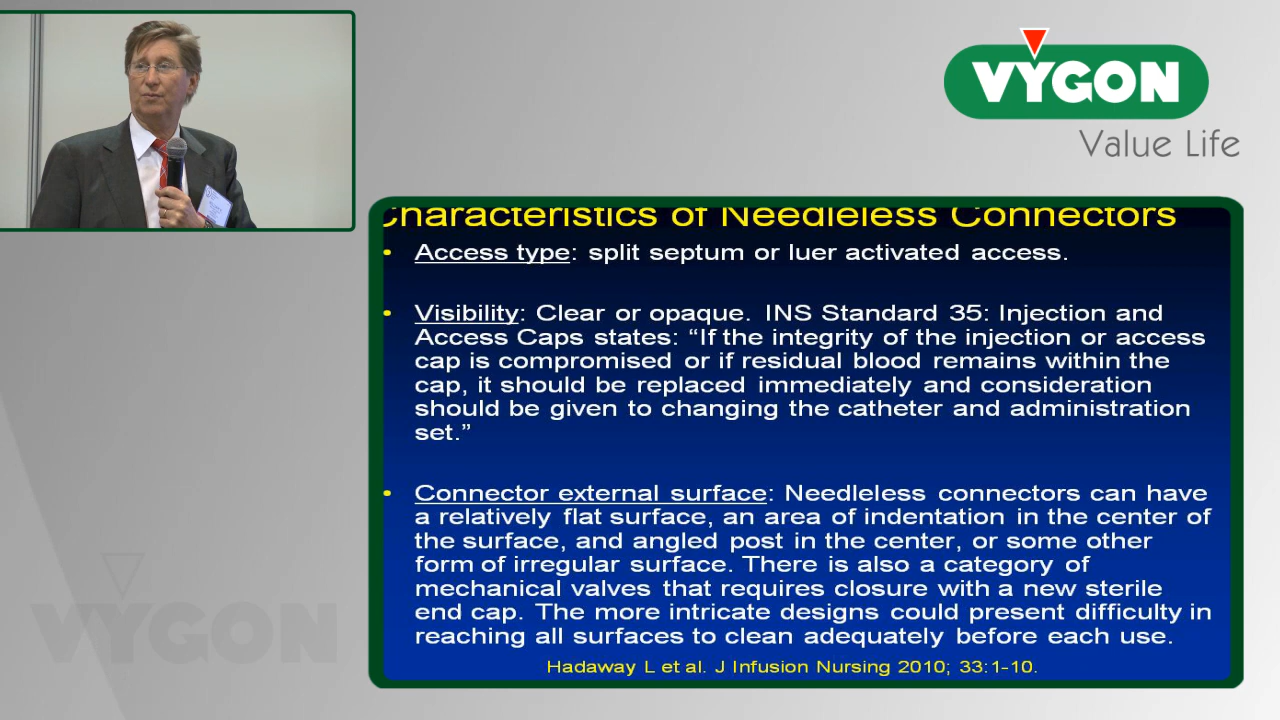 VYGON
Value Life
Characteristics of Needleless Connectors
• Access type: split septum or luer activated access.
• Visibility: Clear or opaque. INS Standard 35: Injection and
Access Caps states: “If the integrity of the injection or access
cap is compromised or if residual blood remains within the
cap, it should be replaced immediately and consideration
should be given to changing the catheter and administration
set.”
• Connector external surface: Needleless connectors can have
a relatively flat surface, an area of indentation in the center of
the surface, and angled post in the center, or some other
form of irregular surface. There is also a category of
mechanical valves that requires closure with a new sterile
end cap. The more intricate designs could present difficulty in
reaching all surfaces to clean adequately before each use.
Hadaway L et al. J Infusion Nursing 2010; 33:1-10.
VYGON